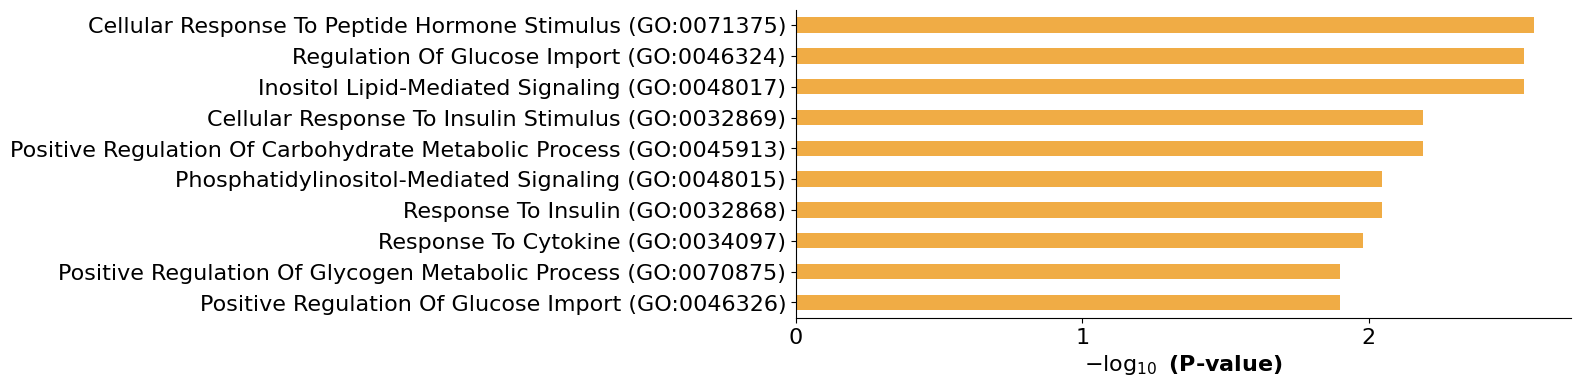 Cellular Response To Peptide Hormone Stimulus (GO:0071375)
Regulation Of Glucose Import (GO:0046324)
Inositol Lipid-Mediated Signaling (GO:0048017)
Cellular Response To Insulin Stimulus (GO:0032869)
Positive Regulation Of Carbohydrate Metabolic Process (GO:0045913)
Phosphatidylinositol-Mediated Signaling (GO:0048015)
Response To Insulin (GO:0032868)
Response To Cytokine (GO:0034097)
Positive Regulation Of Glycogen Metabolic Process (GO:0070875)
Positive Regulation Of Glucose Import (GO:0046326)
0 1 2
−log₁₀ (P-value)